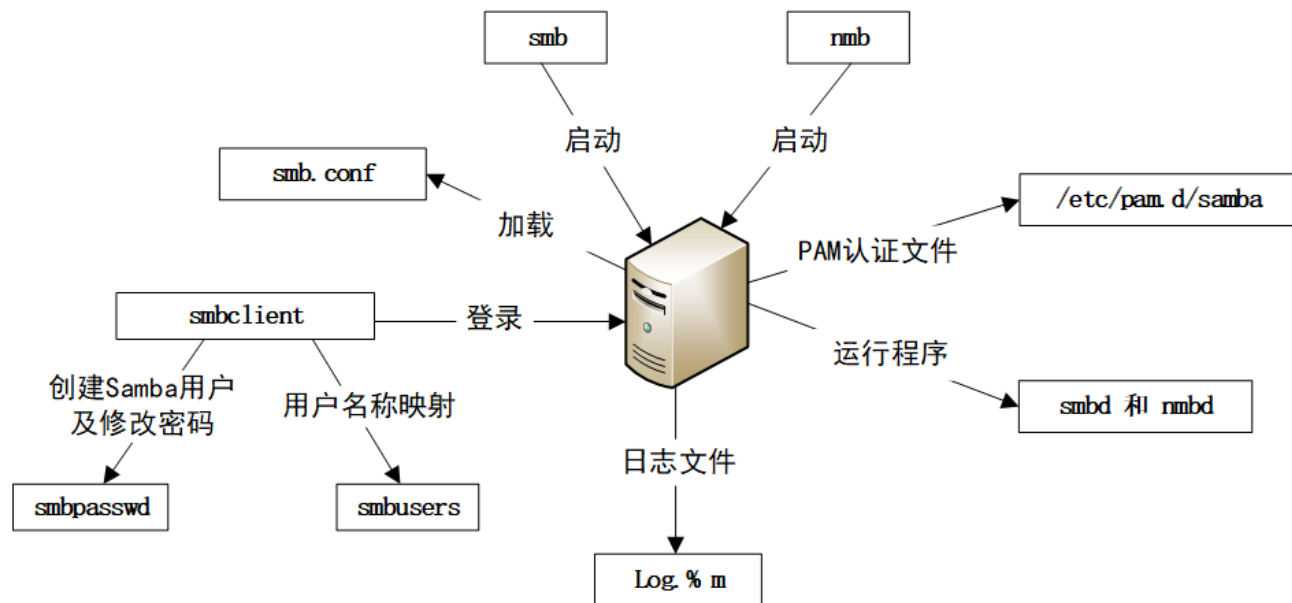 smb
nmb
启动
启动
smb.conf
/etc/pam.d/samba
加载
PAM认证文件
smbclient
登录
运行程序
创建Samba用户
及修改密码
用户名称映射
smbd 和 nmbd
日志文件
smbpasswd
smbusers
Log.% m